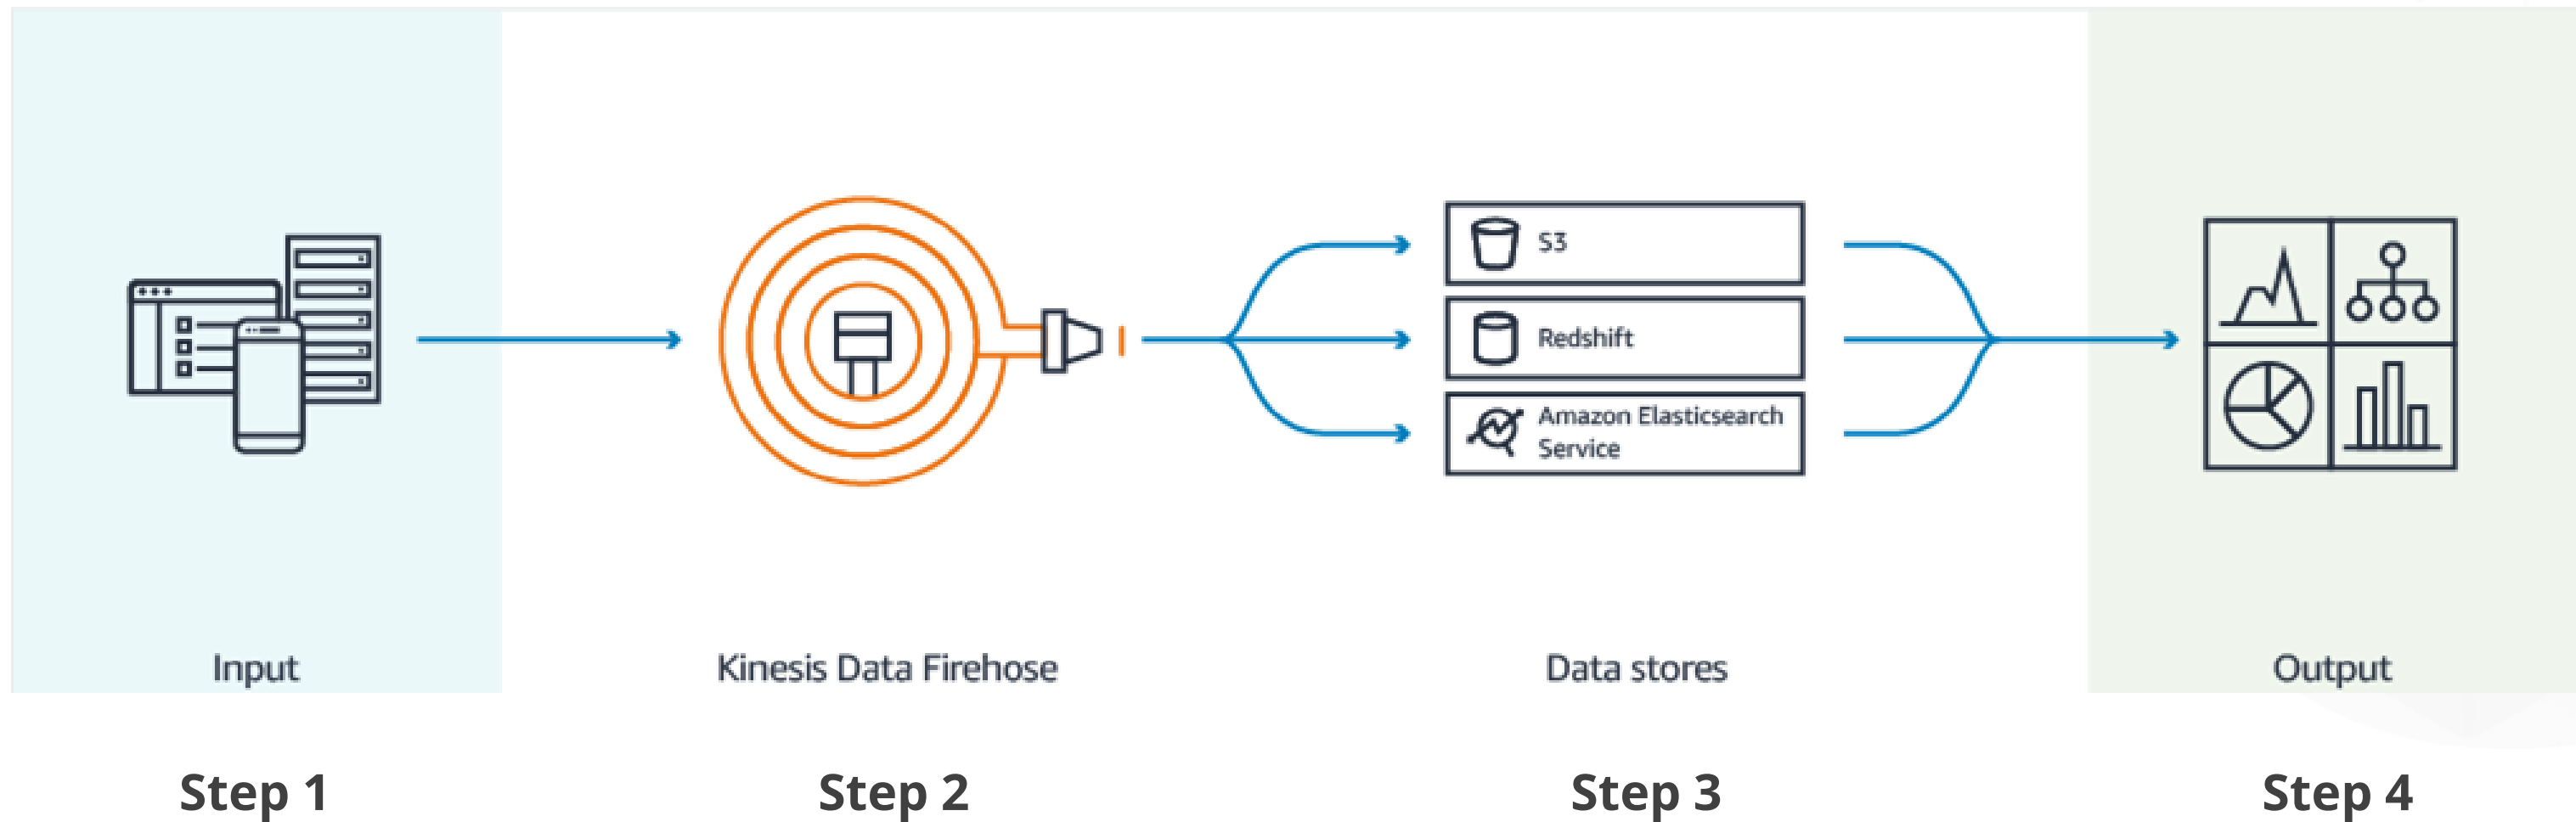 S3
Redshift
Amazon Elasticsearch
Service
Input
Kinesis Data Firehose
Data stores
Output
Step 1
Step 2
Step 3
Step 4